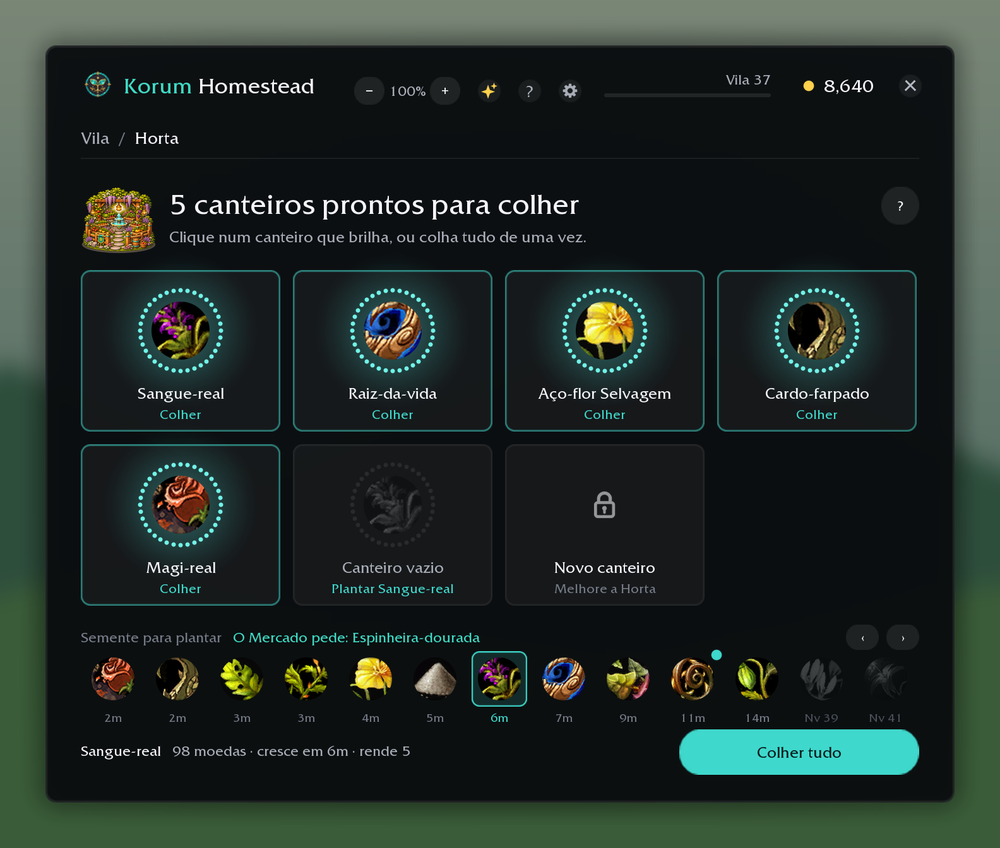 Korum Homestead
− 100% + ? Vila 37 8,640 ✕
Vila / Horta
5 canteiros prontos para colher
?
Clique num canteiro que brilha, ou colha tudo de uma vez.
Sangue-real Raiz-da-vida Aço-flor Selvagem Cardo-farpado
Colher Colher Colher Colher
Magi-real Canteiro vazio Novo canteiro
Colher Plantar Sangue-real Melhore a Horta
Semente para plantar O Mercado pede: Espinheira-dourada ‹ ›
2m 2m 3m 3m 4m 5m 6m 7m 9m 11m 14m Nv 39 Nv 41
Sangue-real 98 moedas · cresce em 6m · rende 5
Colher tudo